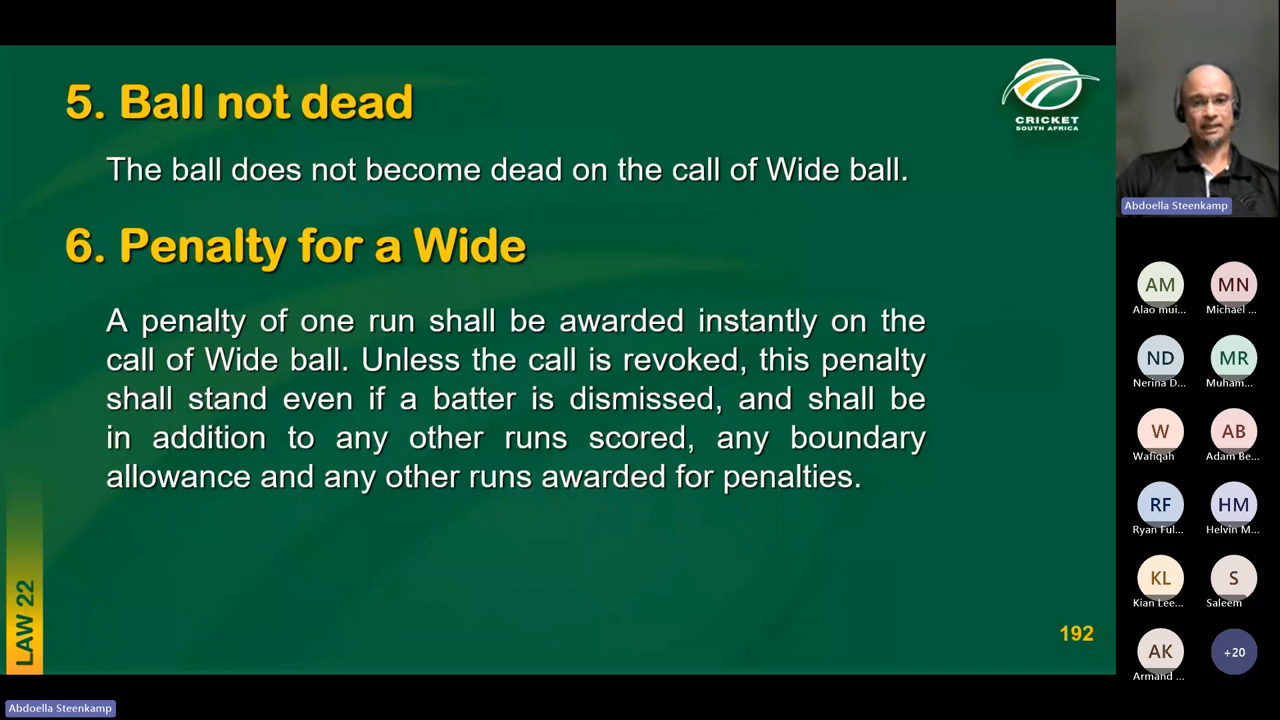 5. Ball not dead
The ball does not become dead on the call of Wide ball.
6. Penalty for a Wide
A penalty of one run shall be awarded instantly on the
call of Wide ball. Unless the call is revoked, this penalty
shall stand even if a batter is dismissed, and shall be
in addition to any other runs scored, any boundary
allowance and any other runs awarded for penalties.
LAW 22
192
CRICKET
SOUTH AFRICA
Abdoella Steenkamp
AM
Alao mui...
MN
Michael ...
ND
Nerina D...
MR
Muham...
W
Wafiqah
AB
Adam Be...
RF
Ryan Ful...
HM
Helvin M...
KL
Kian Lee...
S
Saleem
AK
Armand ...
+20
Abdoella Steenkamp